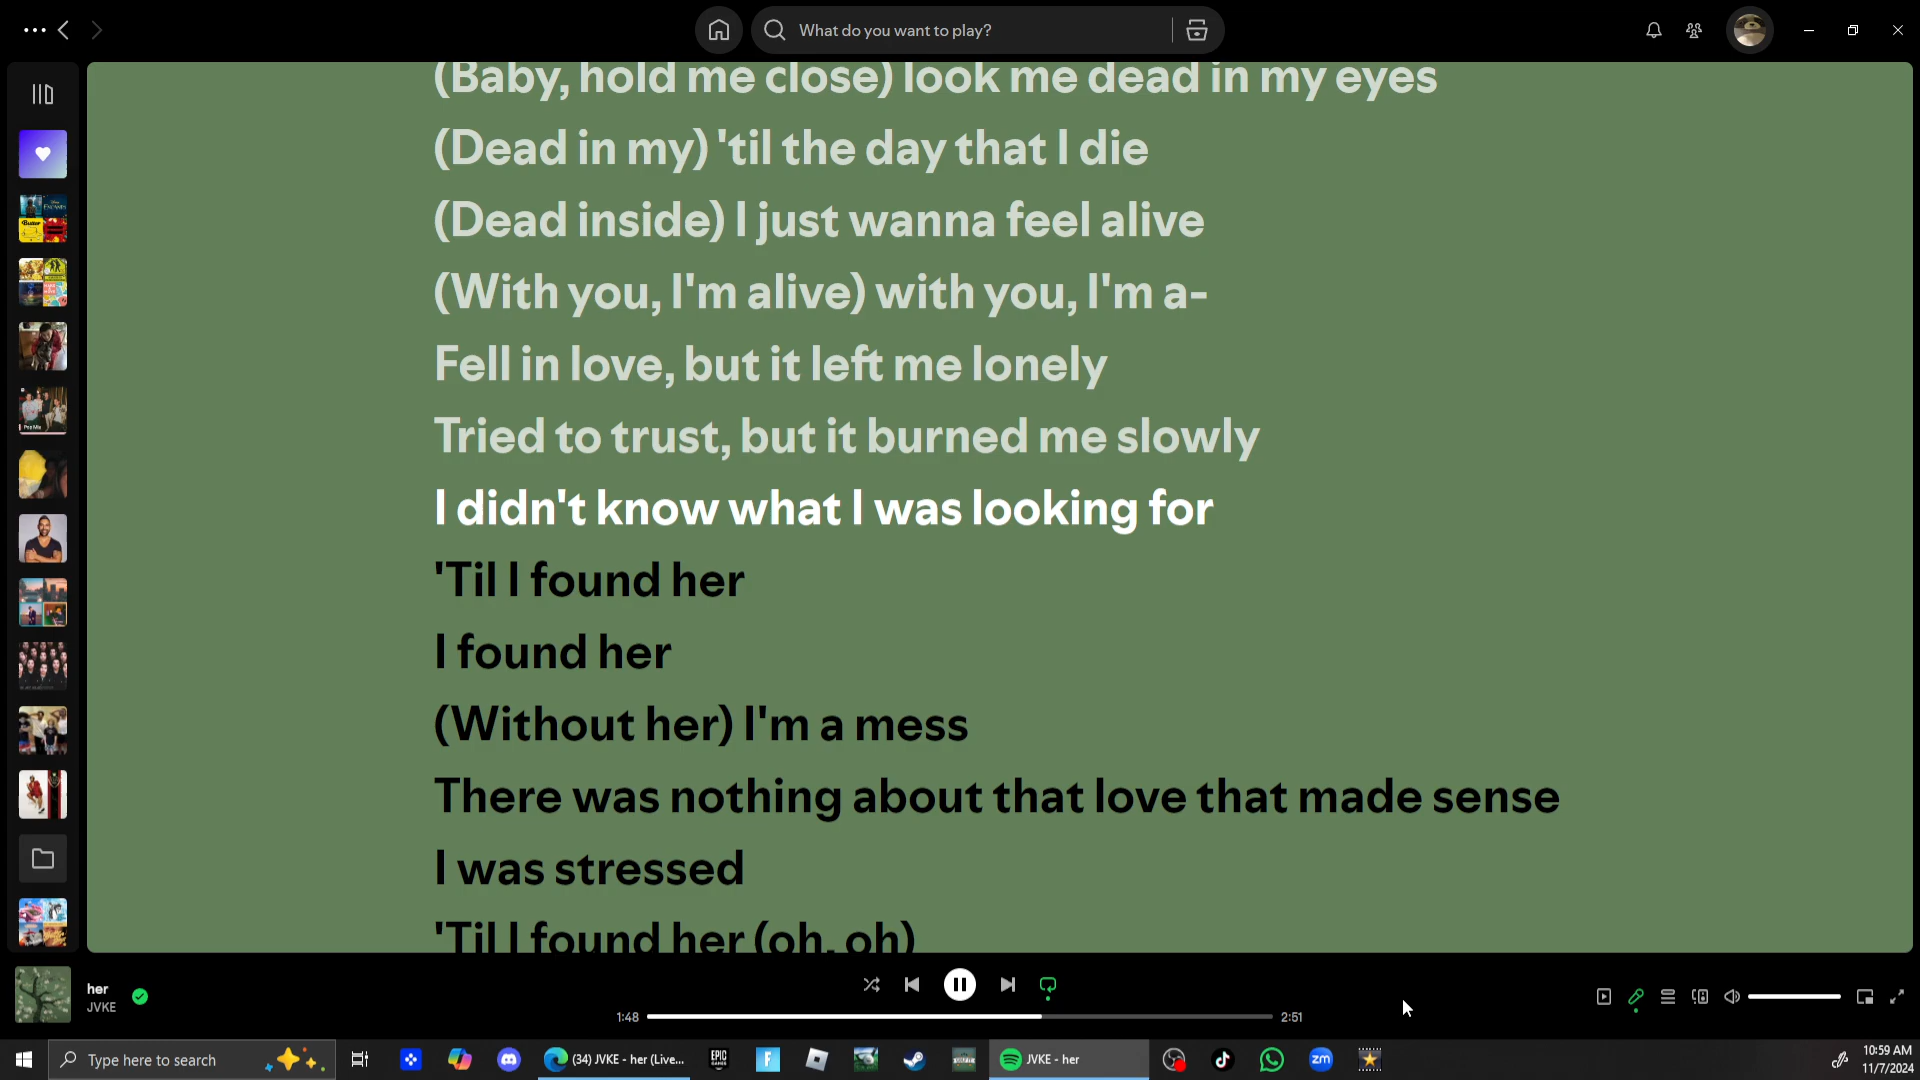 What do you want to play?
(Baby, hold me close) look me dead in my eyes
(Dead in my) 'til the day that I die
(Dead inside) I just wanna feel alive
(With you, I'm alive) with you, I'm a-
Fell in love, but it left me lonely
Tried to trust, but it burned me slowly
I didn't know what I was looking for
'Til I found her
I found her
(Without her) I'm a mess
There was nothing about that love that made sense
I was stressed
'Til I found her (oh, oh)
her
JVKE
1:48
2:51
Type here to search
(34) JVKE - her (Live...
EPIC
GAMES
JVKE - her
zm
10:59 AM
11/7/2024